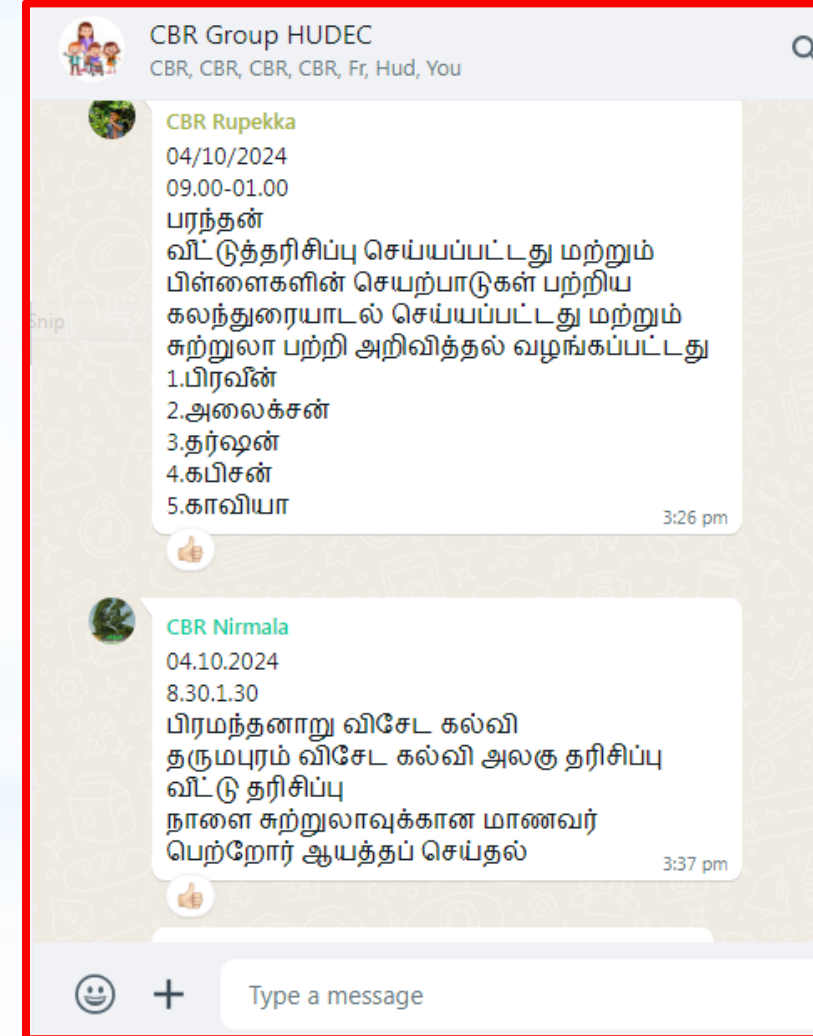 CBR Group HUDEC
CBR, CBR, CBR, CBR, Fr, Hud, You
CBR Rupekka
04/10/2024
09.00-01.00
பரந்தன்
வீட்டுத்தரிசிப்பு செய்யப்பட்டது மற்றும்
பிள்ளைகளின் செயற்பாடுகள் பற்றிய
கலந்துரையாடல் செய்யப்பட்டது மற்றும்
சுற்றுலா பற்றி அறிவித்தல் வழங்கப்பட்டது
1.பிரவீன்
2.அலைக்சன்
3.தர்ஷன்
4.கபிசன்
5.காவியா
3:26 pm
Snip
CBR Nirmala
04.10.2024
8.30.1.30
பிரமந்தனாறு விசேட கல்வி
தருமபுரம் விசேட கல்வி அலகு தரிசிப்பு
வீட்டு தரிசிப்பு
நாளை சுற்றுலாவுக்கான மாணவர்
பெற்றோர் ஆயத்தப் செய்தல்
3:37 pm
Type a message